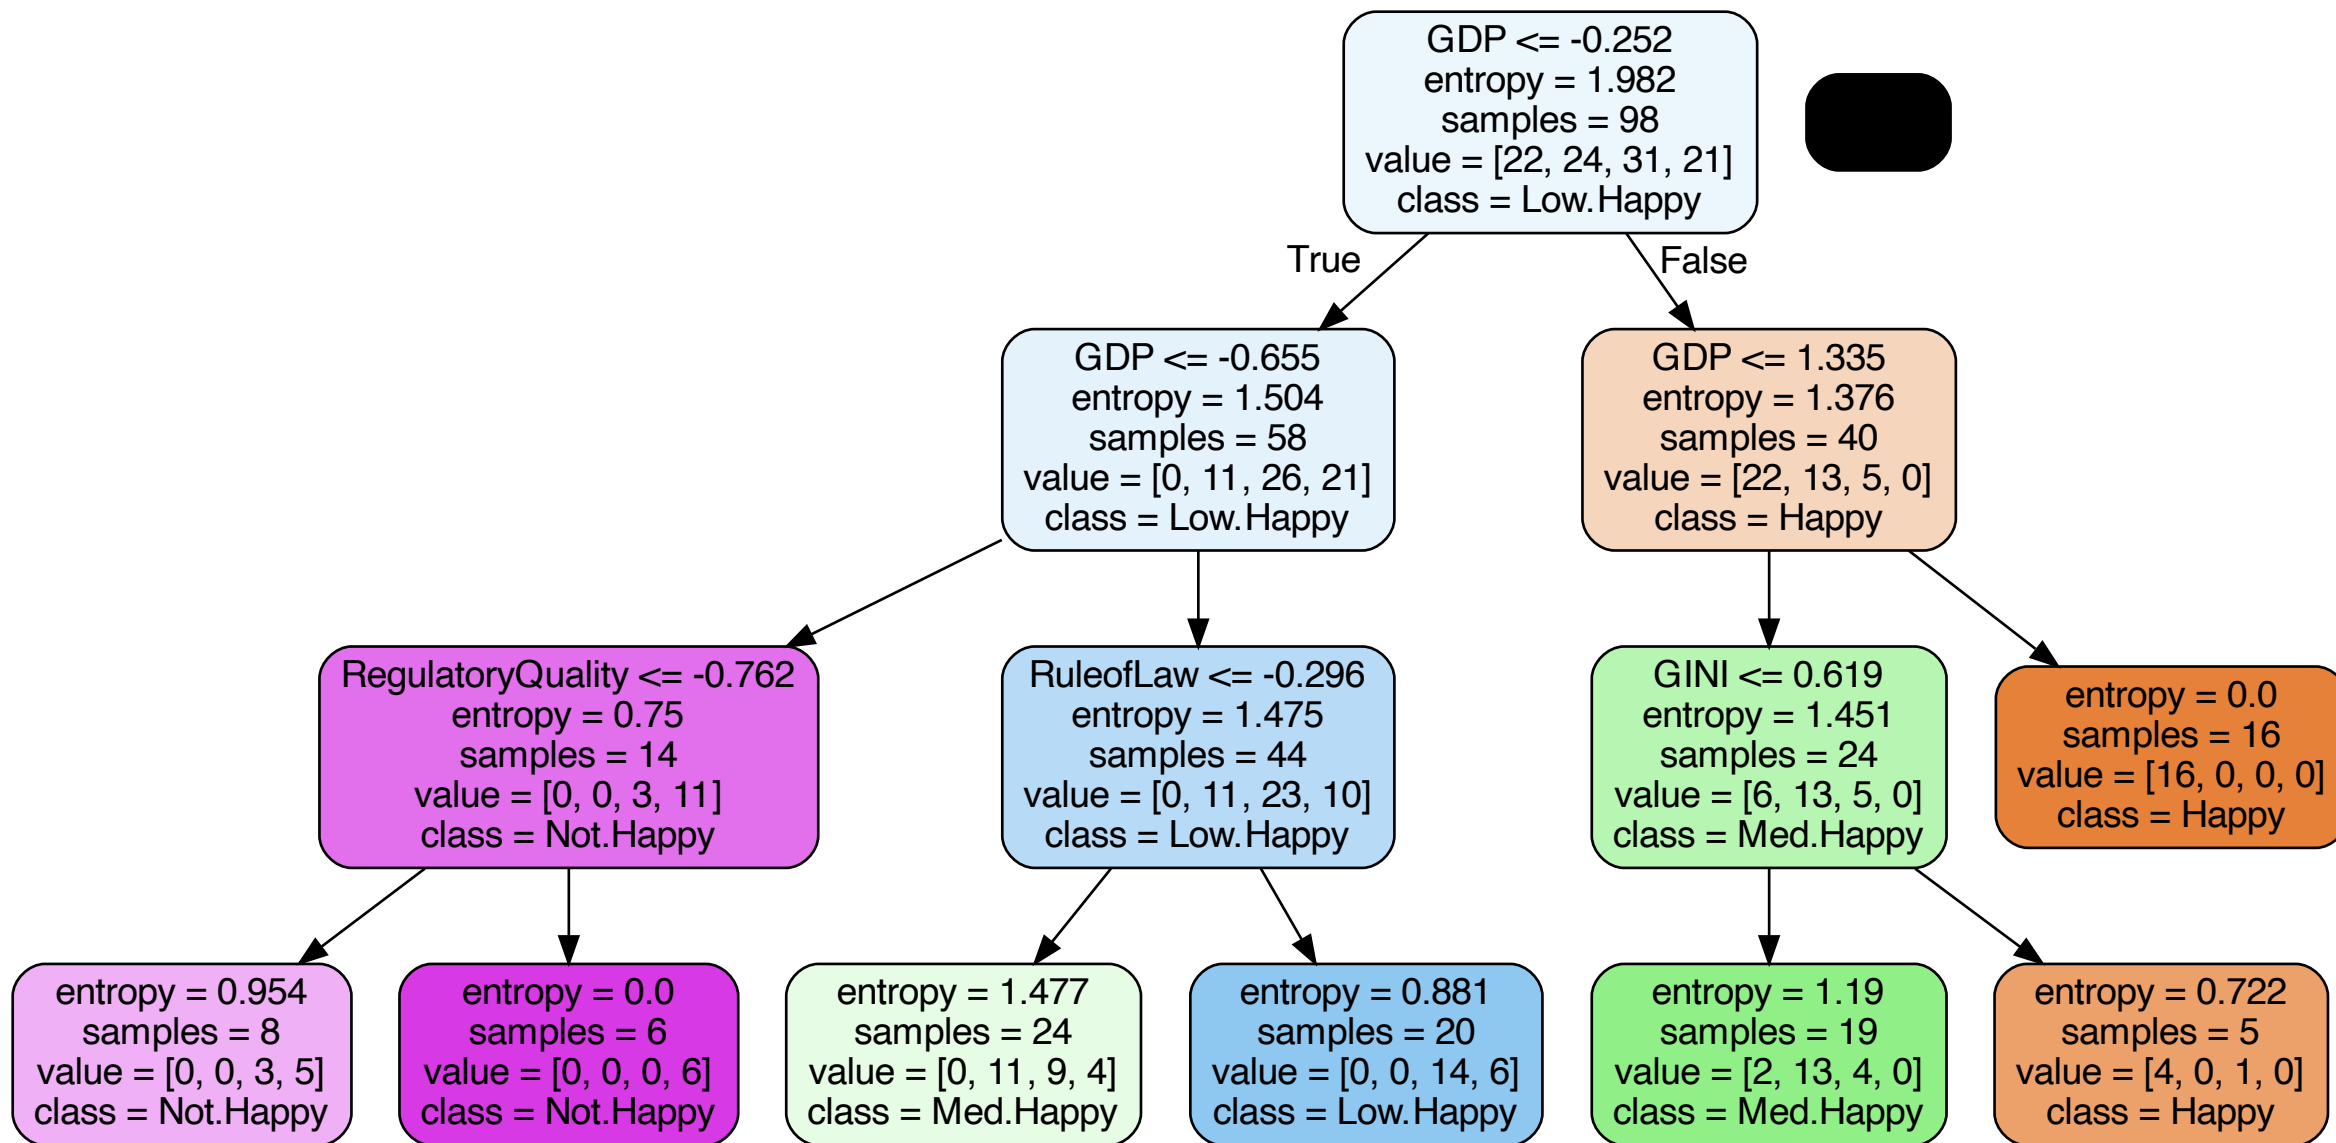 GDP <= -0.252
entropy = 1.982
samples = 98
value = [22, 24, 31, 21]
class = Low.Happy
True
False
GDP <= -0.655
entropy = 1.504
samples = 58
value = [0, 11, 26, 21]
class = Low.Happy
GDP <= 1.335
entropy = 1.376
samples = 40
value = [22, 13, 5, 0]
class = Happy
RegulatoryQuality <= -0.762
entropy = 0.75
samples = 14
value = [0, 0, 3, 11]
class = Not.Happy
RuleofLaw <= -0.296
entropy = 1.475
samples = 44
value = [0, 11, 23, 10]
class = Low.Happy
GINI <= 0.619
entropy = 1.451
samples = 24
value = [6, 13, 5, 0]
class = Med.Happy
entropy = 0.0
samples = 16
value = [16, 0, 0, 0]
class = Happy
entropy = 0.954
samples = 8
value = [0, 0, 3, 5]
class = Not.Happy
entropy = 0.0
samples = 6
value = [0, 0, 0, 6]
class = Not.Happy
entropy = 1.477
samples = 24
value = [0, 11, 9, 4]
class = Med.Happy
entropy = 0.881
samples = 20
value = [0, 0, 14, 6]
class = Low.Happy
entropy = 1.19
samples = 19
value = [2, 13, 4, 0]
class = Med.Happy
entropy = 0.722
samples = 5
value = [4, 0, 1, 0]
class = Happy